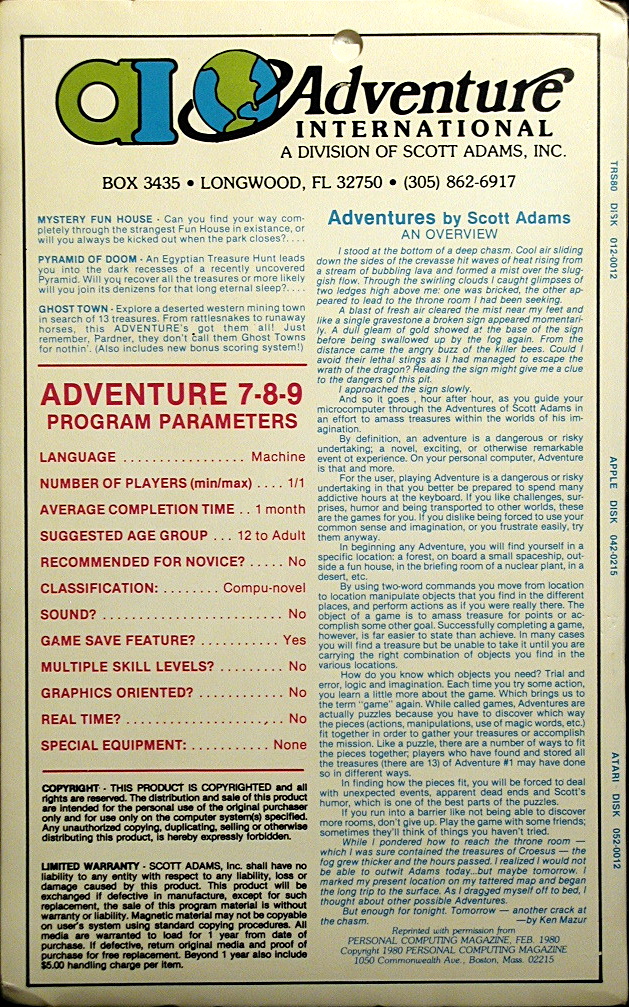 aI Adventure
INTERNATIONAL
A DIVISION OF SCOTT ADAMS, INC.
BOX 3435 • LONGWOOD, FL 32750 • (305) 862-6917
MYSTERY FUN HOUSE - Can you find your way com-
pletely through the strangest Fun House in existance, or
will you always be kicked out when the park closes?....
PYRAMID OF DOOM - An Egyptian Treasure Hunt leads
you into the dark recesses of a recently uncovered
Pyramid. Will you recover all the treasures or more likely
will you join its denizens for that long eternal sleep?....
GHOST TOWN - Explore a deserted western mining town
in search of 13 treasures. From rattlesnakes to runaway
horses, this ADVENTURE's got them all! Just
remember, Pardner, they don't call them Ghost Towns
for nothin'. (Also includes new bonus scoring system!)
ADVENTURE 7-8-9
PROGRAM PARAMETERS
LANGUAGE ................ Machine
NUMBER OF PLAYERS (min/max) .... 1/1
AVERAGE COMPLETION TIME .. 1 month
SUGGESTED AGE GROUP ... 12 to Adult
RECOMMENDED FOR NOVICE? ..... No
CLASSIFICATION: ........ Compu-novel
SOUND? .................... No
GAME SAVE FEATURE? ........... Yes
MULTIPLE SKILL LEVELS? ......... No
GRAPHICS ORIENTED? ............ No
REAL TIME? .................... No
SPECIAL EQUIPMENT: ........... None
COPYRIGHT - THIS PRODUCT IS COPYRIGHTED and all
rights are reserved. The distribution and sale of this product
are intended for the personal use of the original purchaser
only and for use only on the computer system(s) specified.
Any unauthorized copying, duplicating, selling or otherwise
distributing this product, is hereby expressly forbidden.
LIMITED WARRANTY - SCOTT ADAMS, Inc. shall have no
liability to any entity with respect to any liability, loss or
damage caused by this product. This product will be
exchanged if defective in manufacture, except for such
replacement, the sale of this program material is without
warranty or liability. Magnetic material may not be copyable
on user's system using standard copying procedures. All
media are warranted to load for 1 year from date of
purchase. If defective, return original media and proof of
purchase for free replacement. Beyond 1 year also include
$5.00 handling charge per item.
Adventures by Scott Adams
AN OVERVIEW
I stood at the bottom of a deep chasm. Cool air sliding
down the sides of the crevasse hit waves of heat rising from
a stream of bubbling lava and formed a mist over the slug-
gish flow. Through the swirling clouds I caught glimpses of
two ledges high above me: one was bricked, the other ap-
peared to lead to the throne room I had been seeking.
A blast of fresh air cleared the mist near my feet and
like a single gravestone a broken sign appeared momentari-
ly. A dull gleam of gold showed at the base of the sign
before being swallowed up by the fog again. From the
distance came the angry buzz of the killer bees. Could I
avoid their lethal stings as I had managed to escape the
wrath of the dragon? Reading the sign might give me a clue
to the dangers of this pit.
I approached the sign slowly.
And so it goes , hour after hour, as you guide your
microcomputer through the Adventures of Scott Adams in
an effort to amass treasures within the worlds of his im-
agination.
By definition, an adventure is a dangerous or risky
undertaking; a novel, exciting, or otherwise remarkable
event ot experience. On your personal computer, Adventure
is that and more.
For the user, playing Adventure is a dangerous or risky
undertaking in that you better be prepared to spend many
addictive hours at the keyboard. If you like challenges, sur-
prises, humor and being transported to other worlds, these
are the games for you. If you dislike being forced to use your
common sense and imagination, or you frustrate easily, try
them anyway.
In beginning any Adventure, you will find yourself in a
specific location: a forest, on board a small spaceship, out-
side a fun house, in the briefing room of a nuclear plant, in a
desert, etc.
By using two-word commands you move from location
to location manipulate objects that you find in the different
places, and perform actions as if you were really there. The
object of a game is to amass treasure for points or ac-
complish some other goal. Successfully completing a game,
however, is far easier to state than achieve. In many cases
you will find a treasure but be unable to take it until you are
carrying the right combination of objects you find in the
various locations.
How do you know which objects you need? Trial and
error, logic and imagination. Each time you try some action,
you learn a little more about the game. Which brings us to
the term "game" again. While called games, Adventures are
actually puzzles because you have to discover which way
the pieces (actions, manipulations, use of magic words, etc.)
fit together in order to gather your treasures or accomplish
the mission. Like a puzzle, there are a number of ways to fit
the pieces together; players who have found and stored all
the treasures (there are 13) of Adventure #1 may have done
so in different ways.
In finding how the pieces fit, you will be forced to deal
with unexpected events, apparent dead ends and Scott's
humor, which is one of the best parts of the puzzles.
If you run into a barrier like not being able to discover
more rooms, don't give up. Play the game with some friends;
sometimes they'll think of things you haven't tried.
While I pondered how to reach the throne room —
which I was sure contained the treasures of Croesus — the
fog grew thicker and the hours passed. I realized I would not
be able to outwit Adams today...but maybe tomorrow. I
marked my present location on my tattered map and began
the long trip to the surface. As I dragged myself off to bed, I
thought about other possible Adventures.
But enough for tonight. Tomorrow — another crack at
the chasm. —by Ken Mazur
Reprinted with permission from
PERSONAL COMPUTING MAGAZINE, FEB. 1980
Copyright 1980 PERSONAL COMPUTING MAGAZINE
1050 Commonwealth Ave., Boston, Mass. 02215
TRS80 DISK 012-0012
APPLE DISK 042-0215
ATARI DISK 052-0012